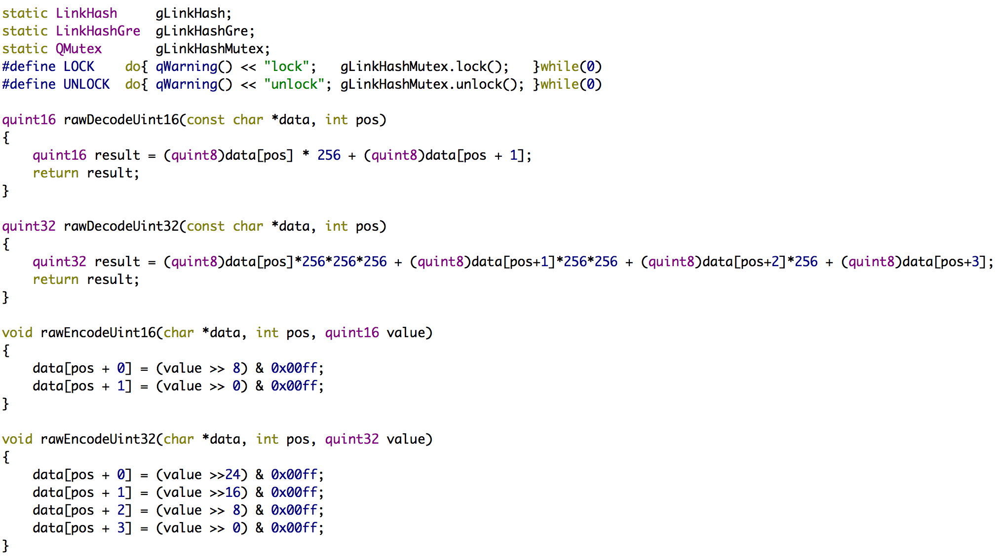 static LinkHash     gLinkHash;
static LinkHashGre  gLinkHashGre;
static QMutex       gLinkHashMutex;
#define LOCK    do{ qWarning() << "lock";   gLinkHashMutex.lock();   }while(0)
#define UNLOCK  do{ qWarning() << "unlock"; gLinkHashMutex.unlock(); }while(0)

quint16 rawDecodeUint16(const char *data, int pos)
{
    quint16 result = (quint8)data[pos] * 256 + (quint8)data[pos + 1];
    return result;
}

quint32 rawDecodeUint32(const char *data, int pos)
{
    quint32 result = (quint8)data[pos]*256*256*256 + (quint8)data[pos+1]*256*256 + (quint8)data[pos+2]*256 + (quint8)data[pos+3];
    return result;
}

void rawEncodeUint16(char *data, int pos, quint16 value)
{
    data[pos + 0] = (value >> 8) & 0x00ff;
    data[pos + 1] = (value >> 0) & 0x00ff;
}

void rawEncodeUint32(char *data, int pos, quint32 value)
{
    data[pos + 0] = (value >>24) & 0x00ff;
    data[pos + 1] = (value >>16) & 0x00ff;
    data[pos + 2] = (value >> 8) & 0x00ff;
    data[pos + 3] = (value >> 0) & 0x00ff;
}